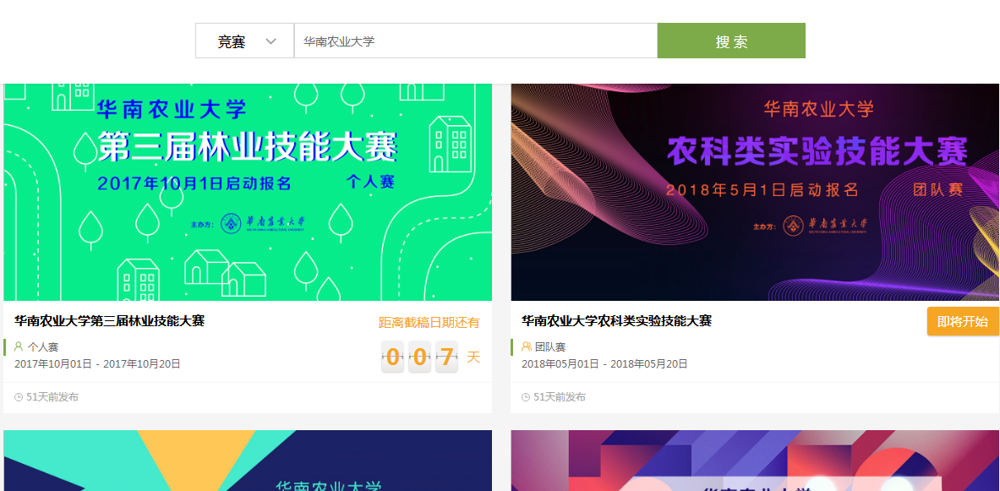 竞赛
华南农业大学
搜索
华南农业大学
第三届林业技能大赛
2017年10月1日启动报名 个人赛
主办方: 华南农业大学
华南农业大学
农科类实验技能大赛
2018年5月1日启动报名 团队赛
主办方: 华南农业大学
华南农业大学第三届林业技能大赛
距离截稿日期还有
个人赛
007天
2017年10月01日 - 2017年10月20日
51天前发布
华南农业大学农科类实验技能大赛
即将开始
团队赛
2018年05月01日 - 2018年05月20日
51天前发布
华南农业大学
华南农业大学